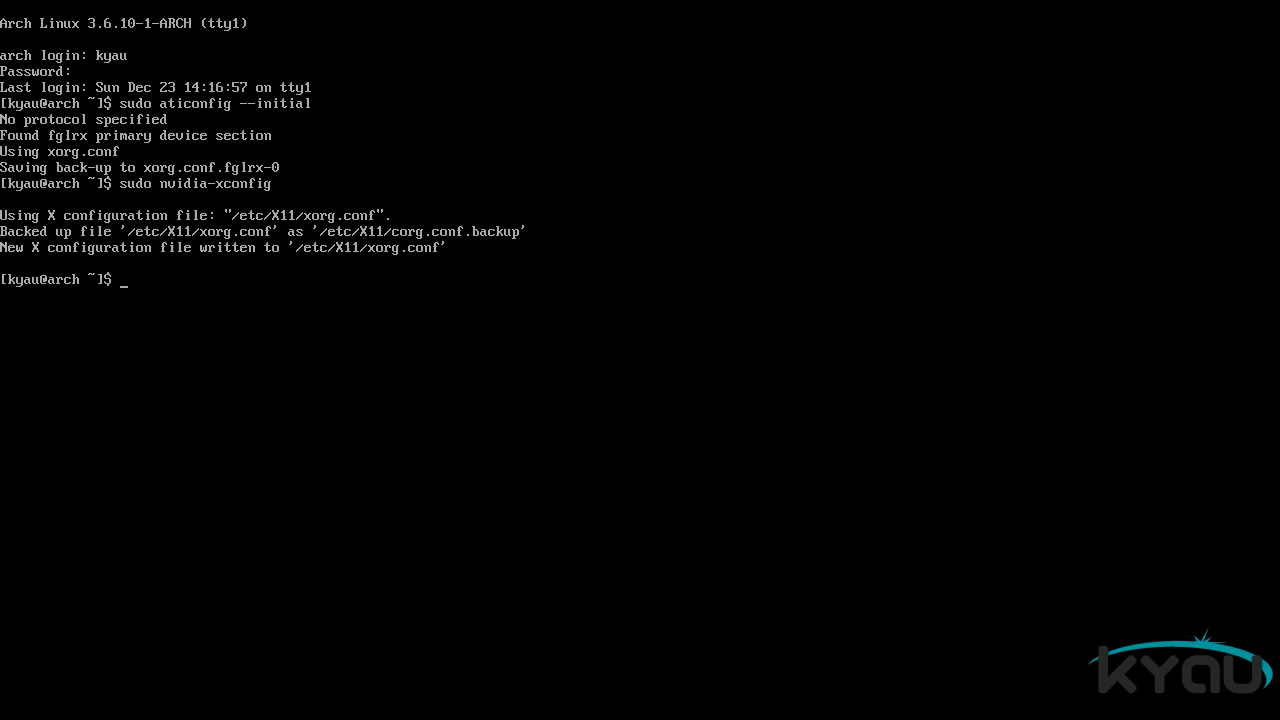 Arch Linux 3.6.10-1-ARCH (tty1)
arch login: kyau
Password:
Last login: Sun Dec 23 14:16:57 on tty1
[kyau@arch ~]$ sudo aticonfig --initial
No protocol specified
Found fglrx primary device section
Using xorg.conf
Saving back-up to xorg.conf.fglrx-0
[kyau@arch ~]$ sudo nvidia-xconfig
Using X configuration file: "/etc/X11/xorg.conf".
Backed up file '/etc/X11/xorg.conf' as '/etc/X11/corg.conf.backup'
New X configuration file written to '/etc/X11/xorg.conf'
[kyau@arch ~]$ _
kyau